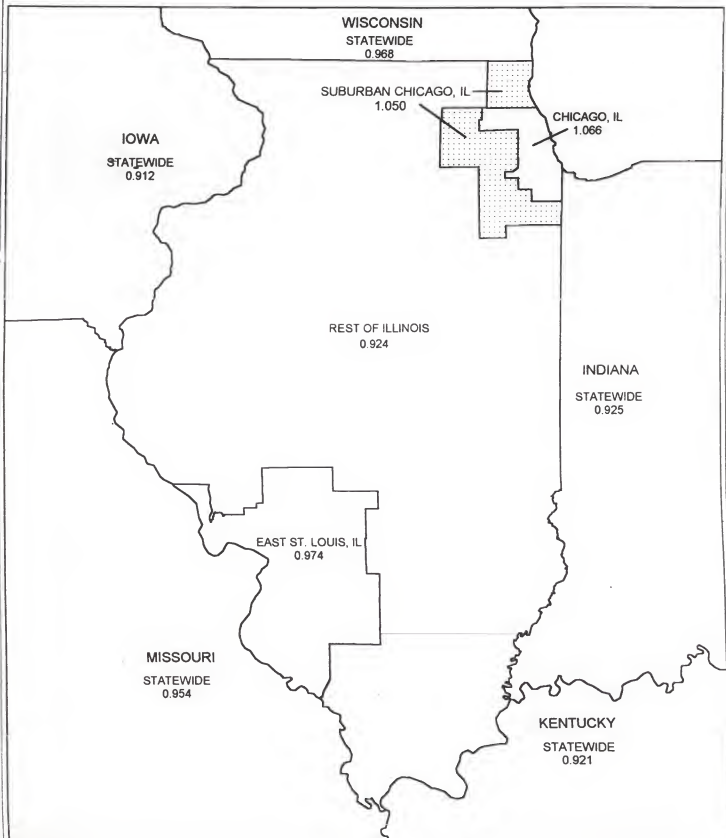 WISCONSIN
STATEWIDE
0.968
SUBURBAN CHICAGO, IL
1.050
CHICAGO, IL
1.066
IOWA
STATEWIDE
0.912
REST OF ILLINOIS
0.924
INDIANA
STATEWIDE
0.925
EAST ST. LOUIS, IL
0.974
MISSOURI
STATEWIDE
0.954
KENTUCKY
STATEWIDE
0.921